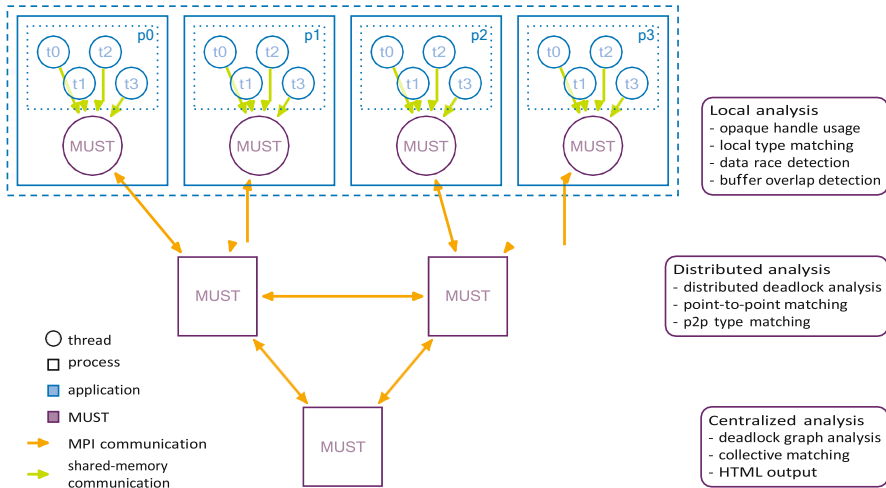 p0
t0
t2
t1
t3
MUST
p1
t0
t2
t1
t3
MUST
p2
t0
t2
t1
t3
MUST
p3
t0
t2
t1
t3
MUST
Local analysis
- opaque handle usage
- local type matching
- data race detection
- buffer overlap detection
MUST
MUST
Distributed analysis
- distributed deadlock analysis
- point-to-point matching
- p2p type matching
MUST
Centralized analysis
- deadlock graph analysis
- collective matching
- HTML output
thread
process
application
MUST
MPI communication
shared-memory
communication